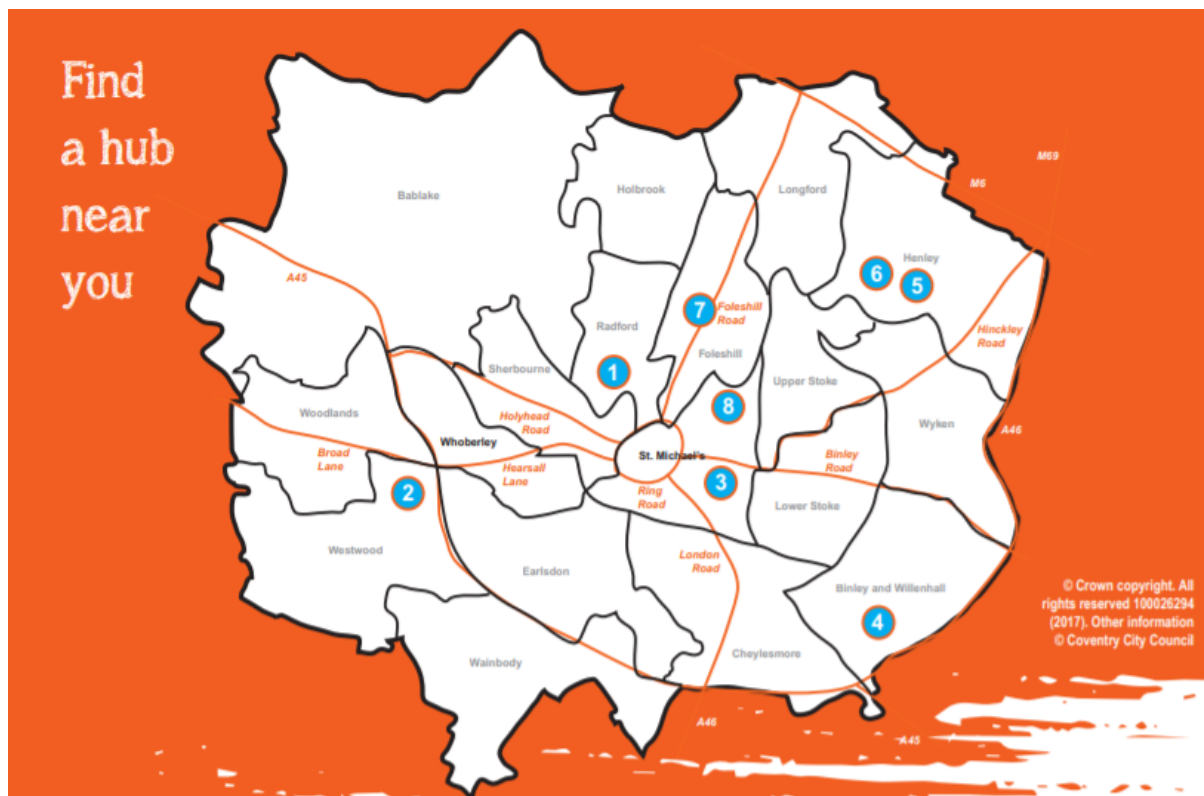 Find
a hub
near
you
M69
M6
Bablake
Holbrook
Longford
Henley
A45
6
5
7
Foleshill
Road
Radford
Hinckley
Road
Foleshill
Sherbourne
1
Upper Stoke
8
Woodlands
Holyhead
Road
Wyken
A46
Whoberley
St. Michael's
Broad
Lane
Hearsall
Lane
Binley
Road
2
3
Ring
Road
Lower Stoke
Westwood
London
Road
Earlsdon
Binley and Willenhall
4
© Crown copyright. All
rights reserved 100026294
(2017). Other information
© Coventry City Council
Wainbody
Cheylesmore
A46
A45